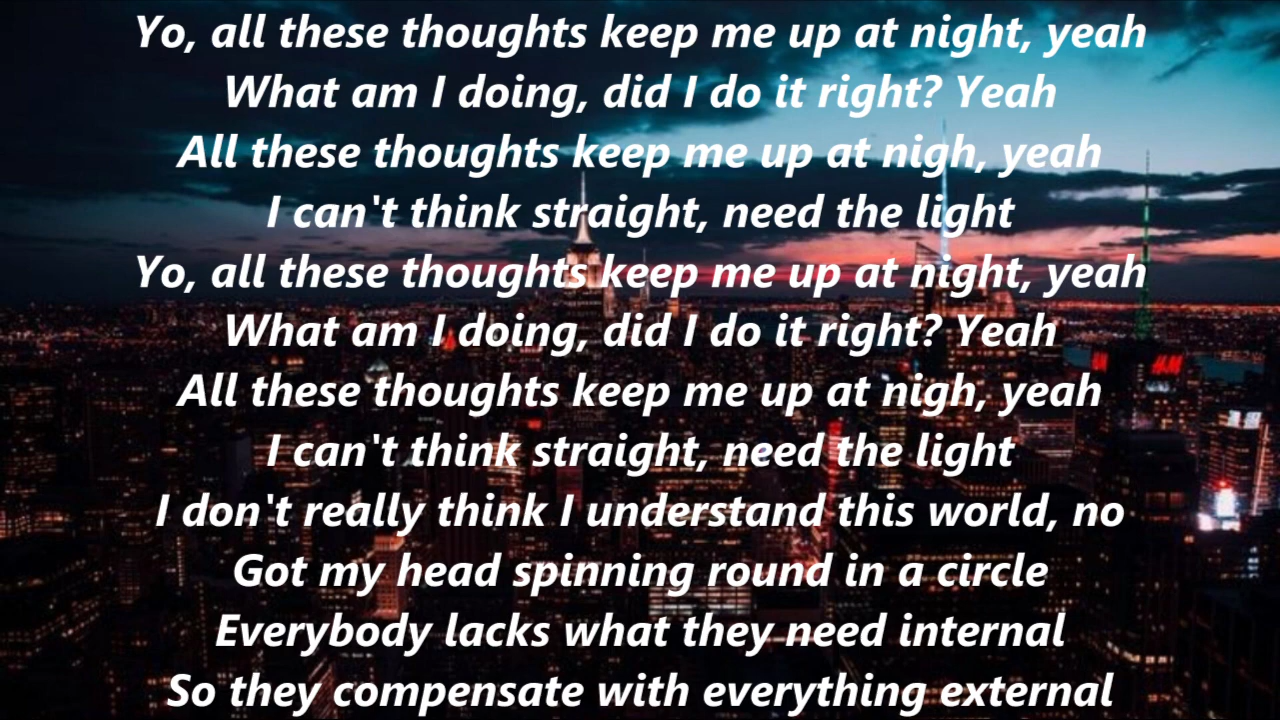 Yo, all these thoughts keep me up at night, yeah
What am I doing, did I do it right? Yeah
All these thoughts keep me up at nigh, yeah
I can't think straight, need the light
Yo, all these thoughts keep me up at night, yeah
What am I doing, did I do it right? Yeah
All these thoughts keep me up at nigh, yeah
I can't think straight, need the light
I don't really think I understand this world, no
Got my head spinning round in a circle
Everybody lacks what they need internal
So they compensate with everything external
H&M